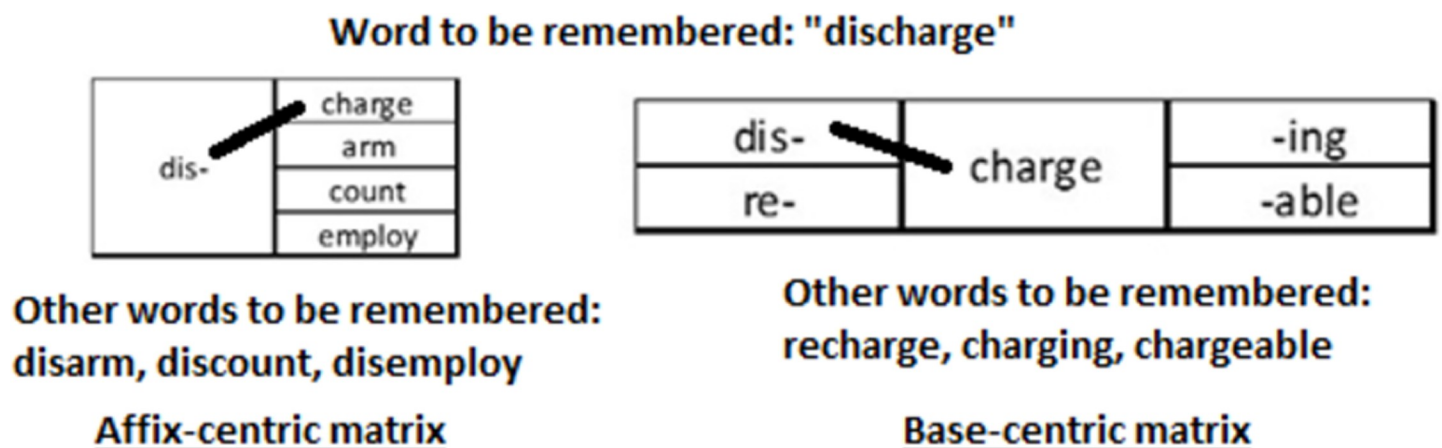 Word to be remembered: "discharge"
dis-
charge
arm
count
employ
Other words to be remembered:
disarm, discount, disemploy
Affix-centric matrix
dis-
re-
charge
-ing
-able
Other words to be remembered:
recharge, charging, chargeable
Base-centric matrix